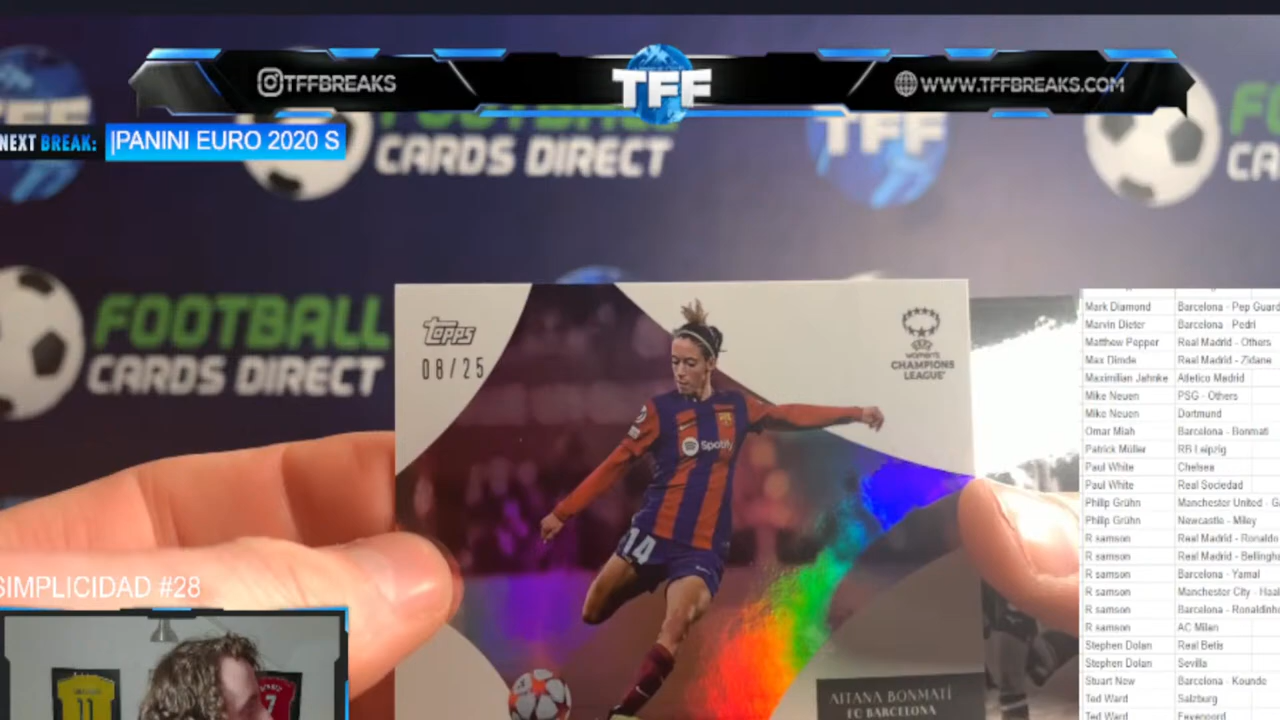 TFFBREAKS
TFF
WWW.TFFBREAKS.COM
NEXT BREAK:
PANINI EURO 2020 S
CARDS DIRECT
FOOTBALL
CARDS DIRECT
Topps
08/25
WOMEN'S
CHAMPIONS
LEAGUE
Spotify
14
AITANA BONMATÍ
FC BARCELONA
SIMPLICIDAD #28
11
7
Mark Diamond Barcelona - Pep Guard
Marvin Dieter Barcelona - Pedri
Matthew Pepper Real Madrid - Others
Max Dimde Real Madrid - Zidane
Maximilian Jahnke Atletico Madrid
Mike Neuen PSG - Others
Mike Neuen Dortmund
Omar Miah Barcelona - Bonmati
Patrick Müller RB Leipzig
Paul White Chelsea
Paul White Real Sociedad
Philip Grühn Manchester United - G
Philip Grühn Newcastle - Miley
R samson Real Madrid - Ronaldo
R samson Real Madrid - Bellingh
R samson Barcelona - Yamal
R samson Manchester City - Haal
R samson Barcelona - Ronaldinh
R samson AC Milan
Stephen Dolan Real Betis
Stephen Dolan Sevilla
Stuart New Barcelona - Kounde
Ted Ward Salzburg
Ted Ward Feyenoord